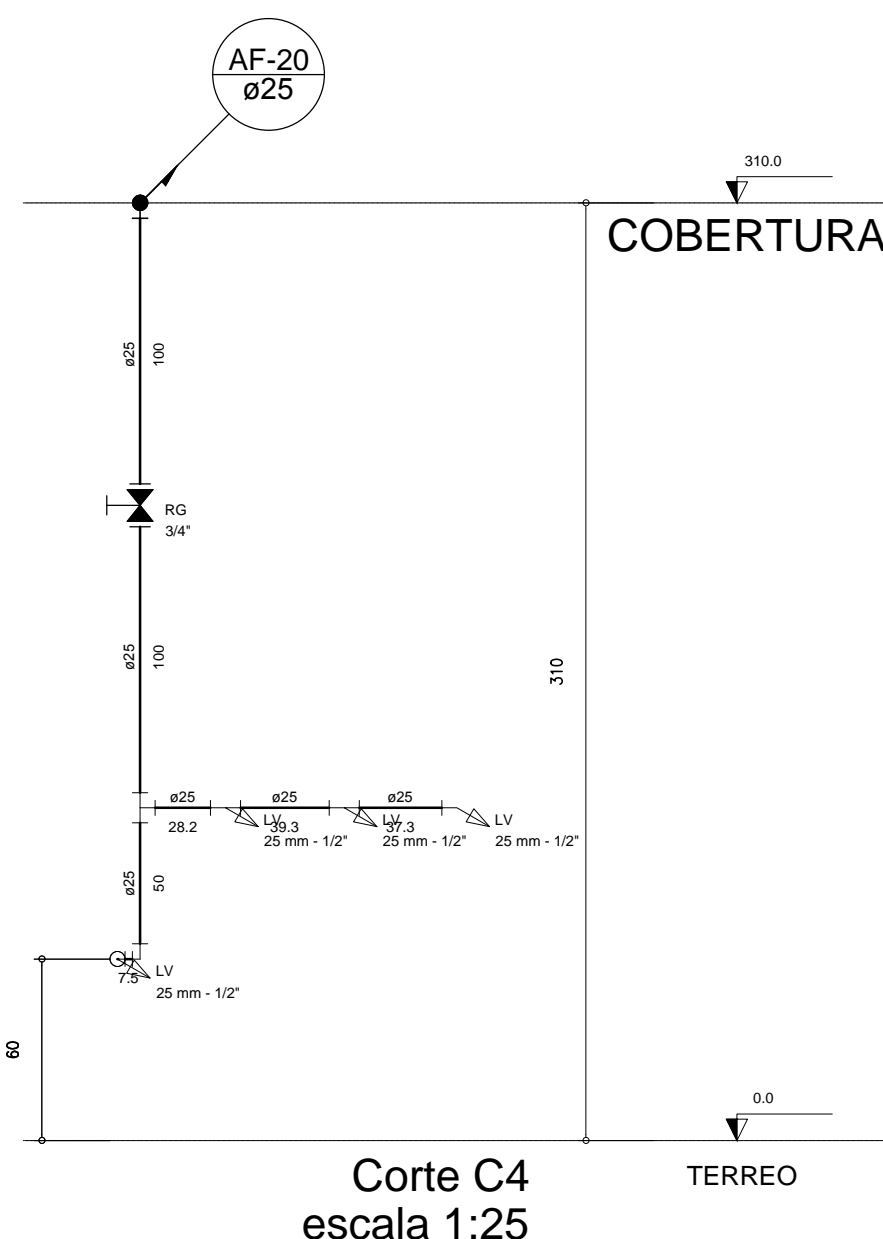 AF-20
ø25
310.0
COBERTURA
ø25
100
RG
3/4"
ø25
100
310
ø25
ø25
ø25
28.2
39.3
37.3
LV
25 mm - 1/2"
LV
25 mm - 1/2"
LV
25 mm - 1/2"
ø25
50
7.5
LV
25 mm - 1/2"
60
0.0
TERREO
Corte C4
escala 1:25